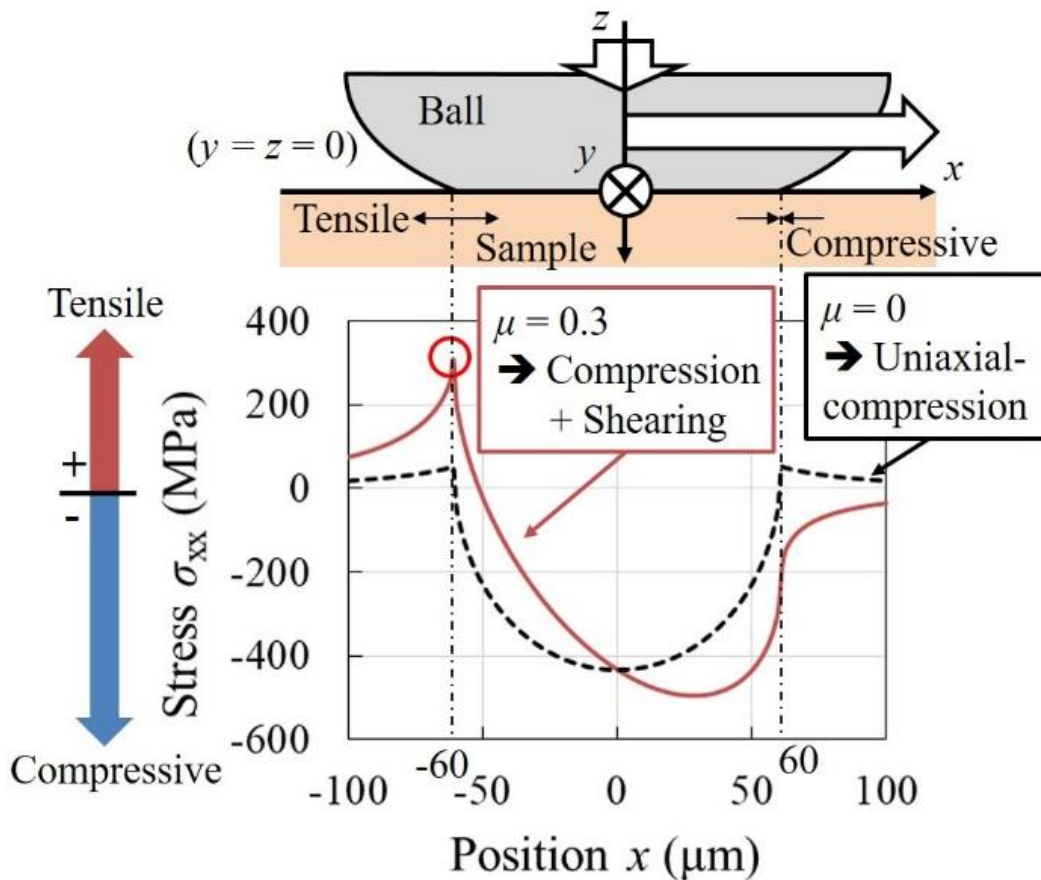 z
Ball
(y = z = 0)
y
x
Tensile
Sample
Compressive
Tensile
+
-
Compressive
Stress σxx (MPa)
400
200
0
-200
-400
-600
μ = 0.3
➔ Compression
+ Shearing
μ = 0
➔ Uniaxial-
compression
-60
60
-100
-50
0
50
100
Position x (μm)